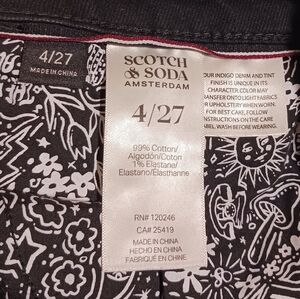 4/27
MADE IN CHINA
SCOTCH
& SODA
AMSTERDAM
4/27
99% Cotton/
Algodón/Coton
1% Elastane/
Elastano/Élasthanne
RN# 120246
CA# 25419
MADE IN CHINA
HECHO EN CHINA
FABRIQUÉ EN CHINE
OUR INDIGO DENIM AND TINT
FINISH IS UNIQUE IN ITS
CHARACTER. COLOR MAY
TRANSFER ONTO LIGHT FABRICS
OR UPHOLSTERY WHEN WORN.
FOR BEST CARE, FOLLOW
INSTRUCTIONS ON THE CARE
LABEL. WASH BEFORE WEARING.